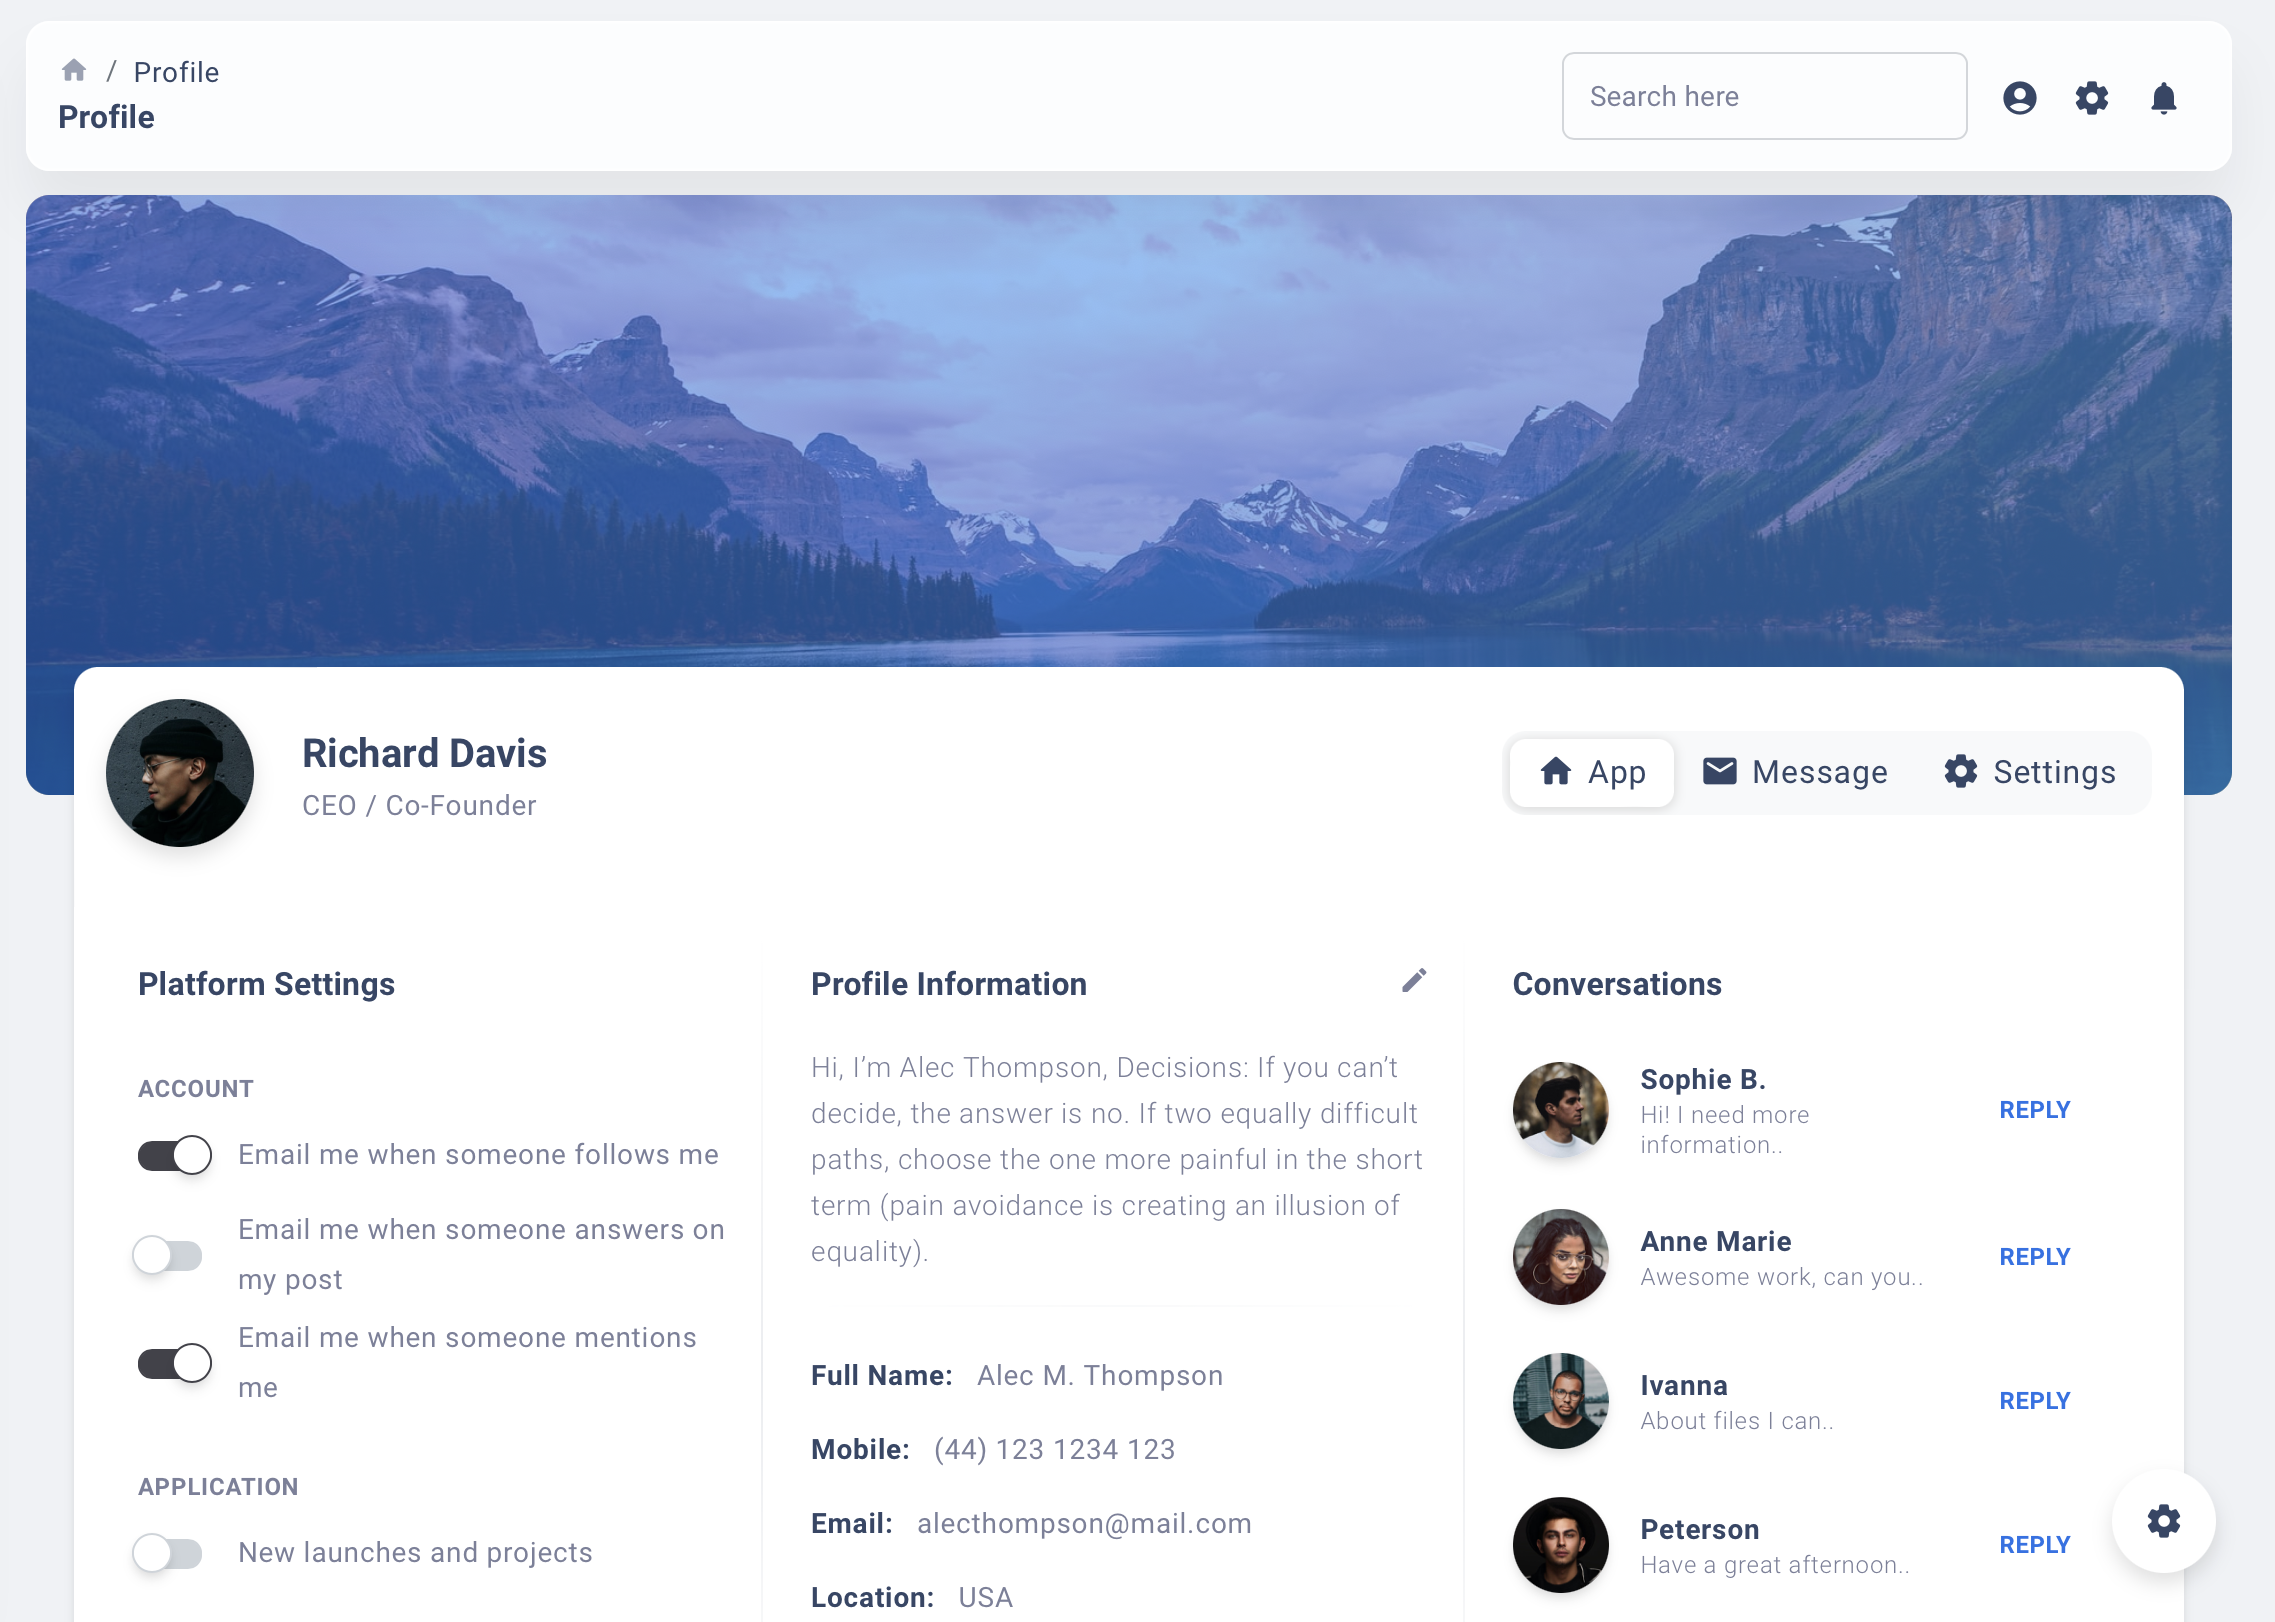 / Profile
Profile
Search here
Richard Davis
CEO / Co-Founder
App
Message
Settings
Platform Settings
ACCOUNT
Email me when someone follows me
Email me when someone answers on
my post
Email me when someone mentions
me
APPLICATION
New launches and projects
Profile Information
Hi, I’m Alec Thompson, Decisions: If you can’t
decide, the answer is no. If two equally difficult
paths, choose the one more painful in the short
term (pain avoidance is creating an illusion of
equality).
Full Name: Alec M. Thompson
Mobile: (44) 123 1234 123
Email: alecthompson@mail.com
Location: USA
Conversations
Sophie B.
Hi! I need more
information..
REPLY
Anne Marie
Awesome work, can you..
REPLY
Ivanna
About files I can..
REPLY
Peterson
Have a great afternoon..
REPLY